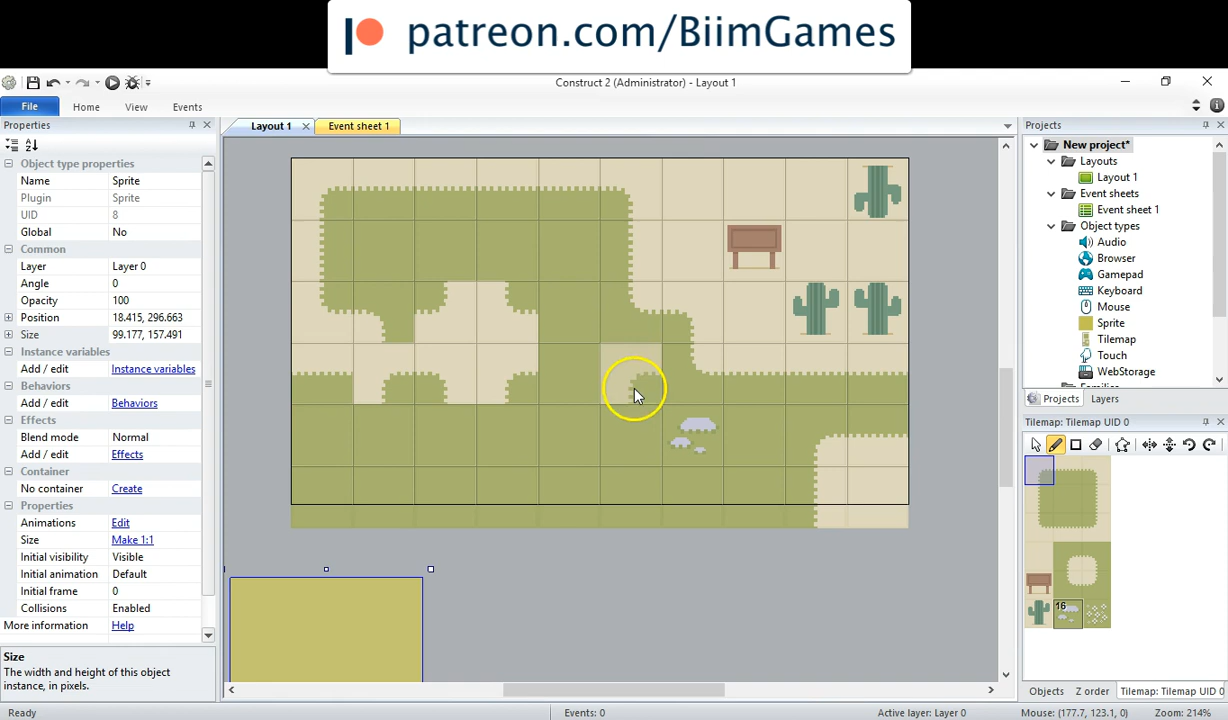 patreon.com/BiimGames
Construct 2 (Administrator) - Layout 1
File Home View Events
Properties
Layout 1 Event sheet 1
Projects
Object type properties
Name Sprite
Plugin Sprite
UID 8
Global No
Common
Layer Layer 0
Angle 0
Opacity 100
Position 18.415, 296.663
Size 99.177, 157.491
Instance variables
Add / edit Instance variables
Behaviors
Add / edit Behaviors
Effects
Blend mode Normal
Add / edit Effects
Container
No container Create
Properties
Animations Edit
Size Make 1:1
Initial visibility Visible
Initial animation Default
Initial frame 0
Collisions Enabled
More information Help
Size
The width and height of this object
instance, in pixels.
New project*
Layouts
Layout 1
Event sheets
Event sheet 1
Object types
Audio
Browser
Gamepad
Keyboard
Mouse
Sprite
Tilemap
Touch
WebStorage
Projects Layers
Tilemap: Tilemap UID 0
16
Objects Z order Tilemap: Tilemap UID 0
Ready Events: 0 Active layer: Layer 0 Mouse: (177.7, 123.1, 0) Zoom: 214%